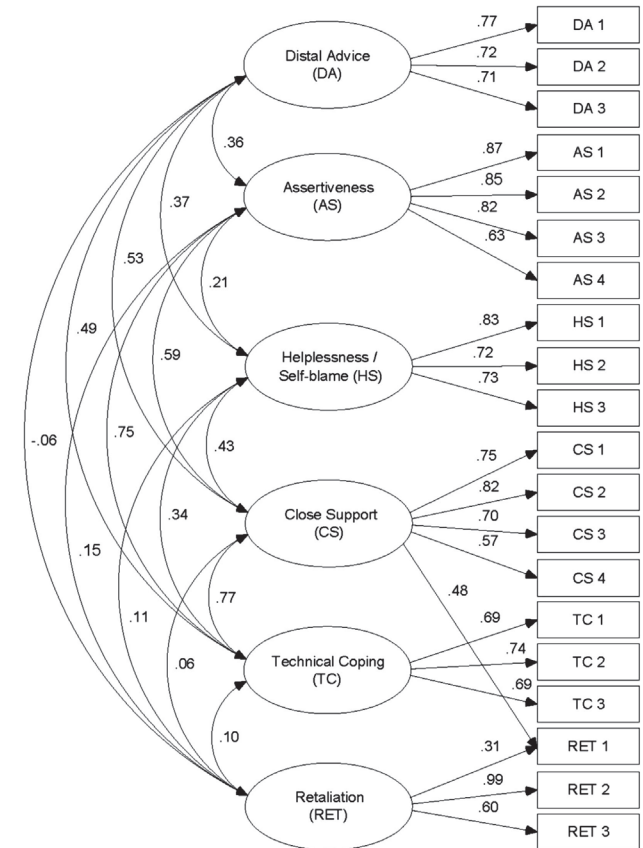 Distal Advice
(DA)
.77
.72
.71
DA 1
DA 2
DA 3
.36
Assertiveness
(AS)
.87
.85
.82
.63
AS 1
AS 2
AS 3
AS 4
.37
.53
.21
.49
.59
Helplessness /
Self-blame (HS)
.83
.72
.73
HS 1
HS 2
HS 3
-.06
.75
.43
Close Support
(CS)
.75
.82
.70
.57
.48
CS 1
CS 2
CS 3
CS 4
.34
.15
.11
.77
.06
Technical Coping
(TC)
.69
.74
.69
TC 1
TC 2
TC 3
.10
Retaliation
(RET)
.31
.99
.60
RET 1
RET 2
RET 3